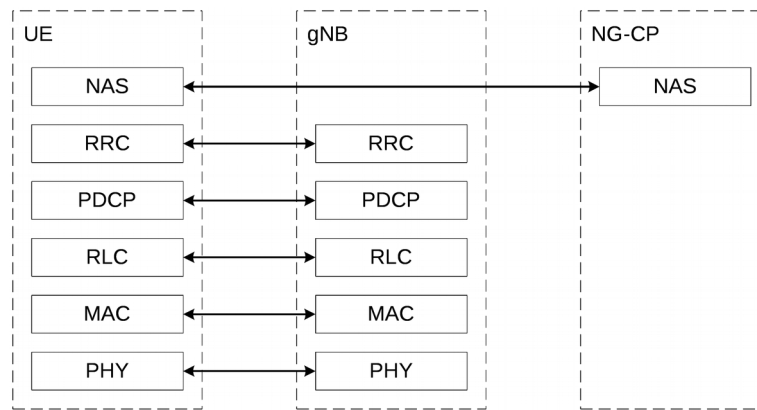 UE gNB NG-CP
NAS NAS
RRC RRC
PDCP PDCP
RLC RLC
MAC MAC
PHY PHY